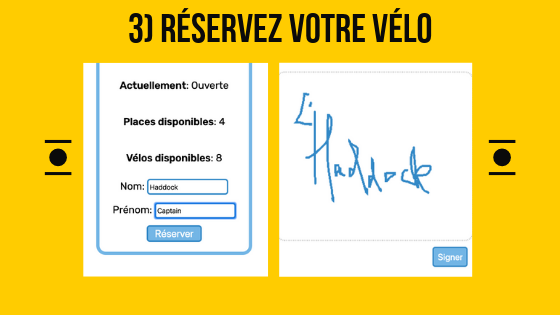 3) RÉSERVEZ VOTRE VÉLO
Actuellement: Ouverte
Places disponibles: 4
Vélos disponibles: 8
Nom: Haddock
Prénom: Captain
Réserver
Haddock
Signer